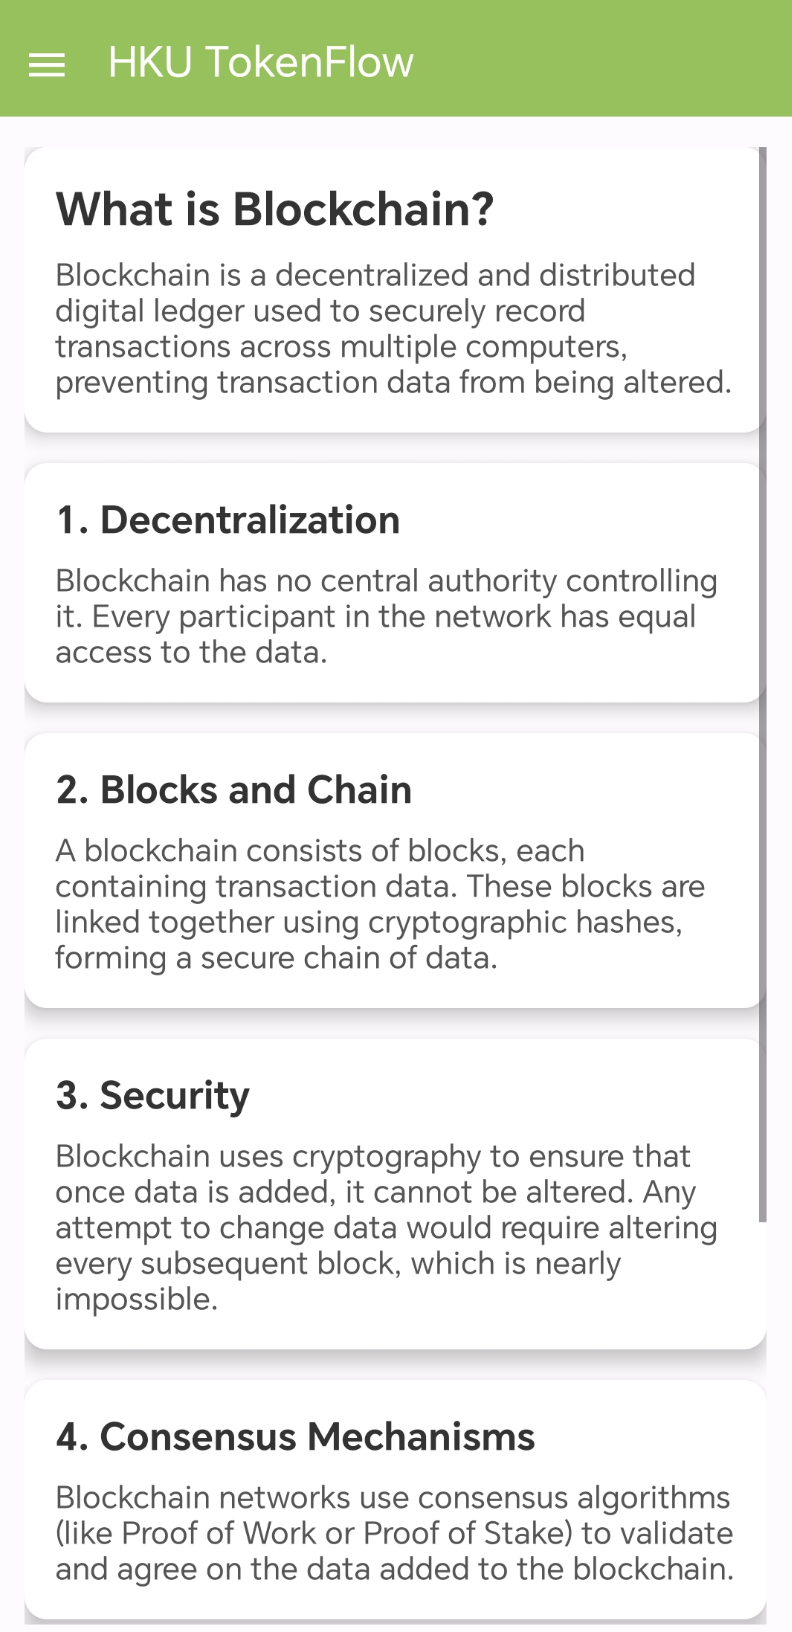 HKU TokenFlow
What is Blockchain?
Blockchain is a decentralized and distributed
digital ledger used to securely record
transactions across multiple computers,
preventing transaction data from being altered.
1. Decentralization
Blockchain has no central authority controlling
it. Every participant in the network has equal
access to the data.
2. Blocks and Chain
A blockchain consists of blocks, each
containing transaction data. These blocks are
linked together using cryptographic hashes,
forming a secure chain of data.
3. Security
Blockchain uses cryptography to ensure that
once data is added, it cannot be altered. Any
attempt to change data would require altering
every subsequent block, which is nearly
impossible.
4. Consensus Mechanisms
Blockchain networks use consensus algorithms
(like Proof of Work or Proof of Stake) to validate
and agree on the data added to the blockchain.